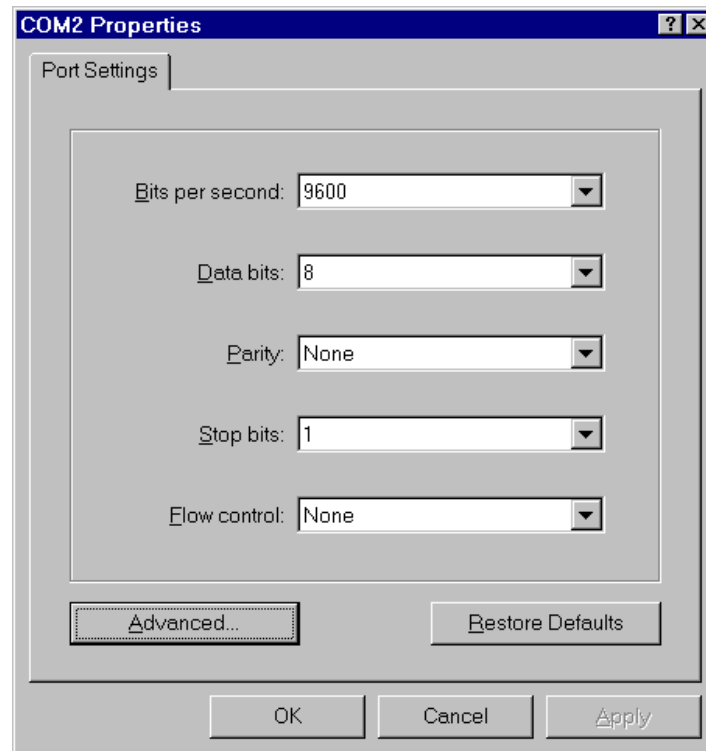 COM2 Properties
Port Settings
Bits per second: 9600
Data bits: 8
Parity: None
Stop bits: 1
Flow control: None
Advanced... Restore Defaults
OK Cancel Apply